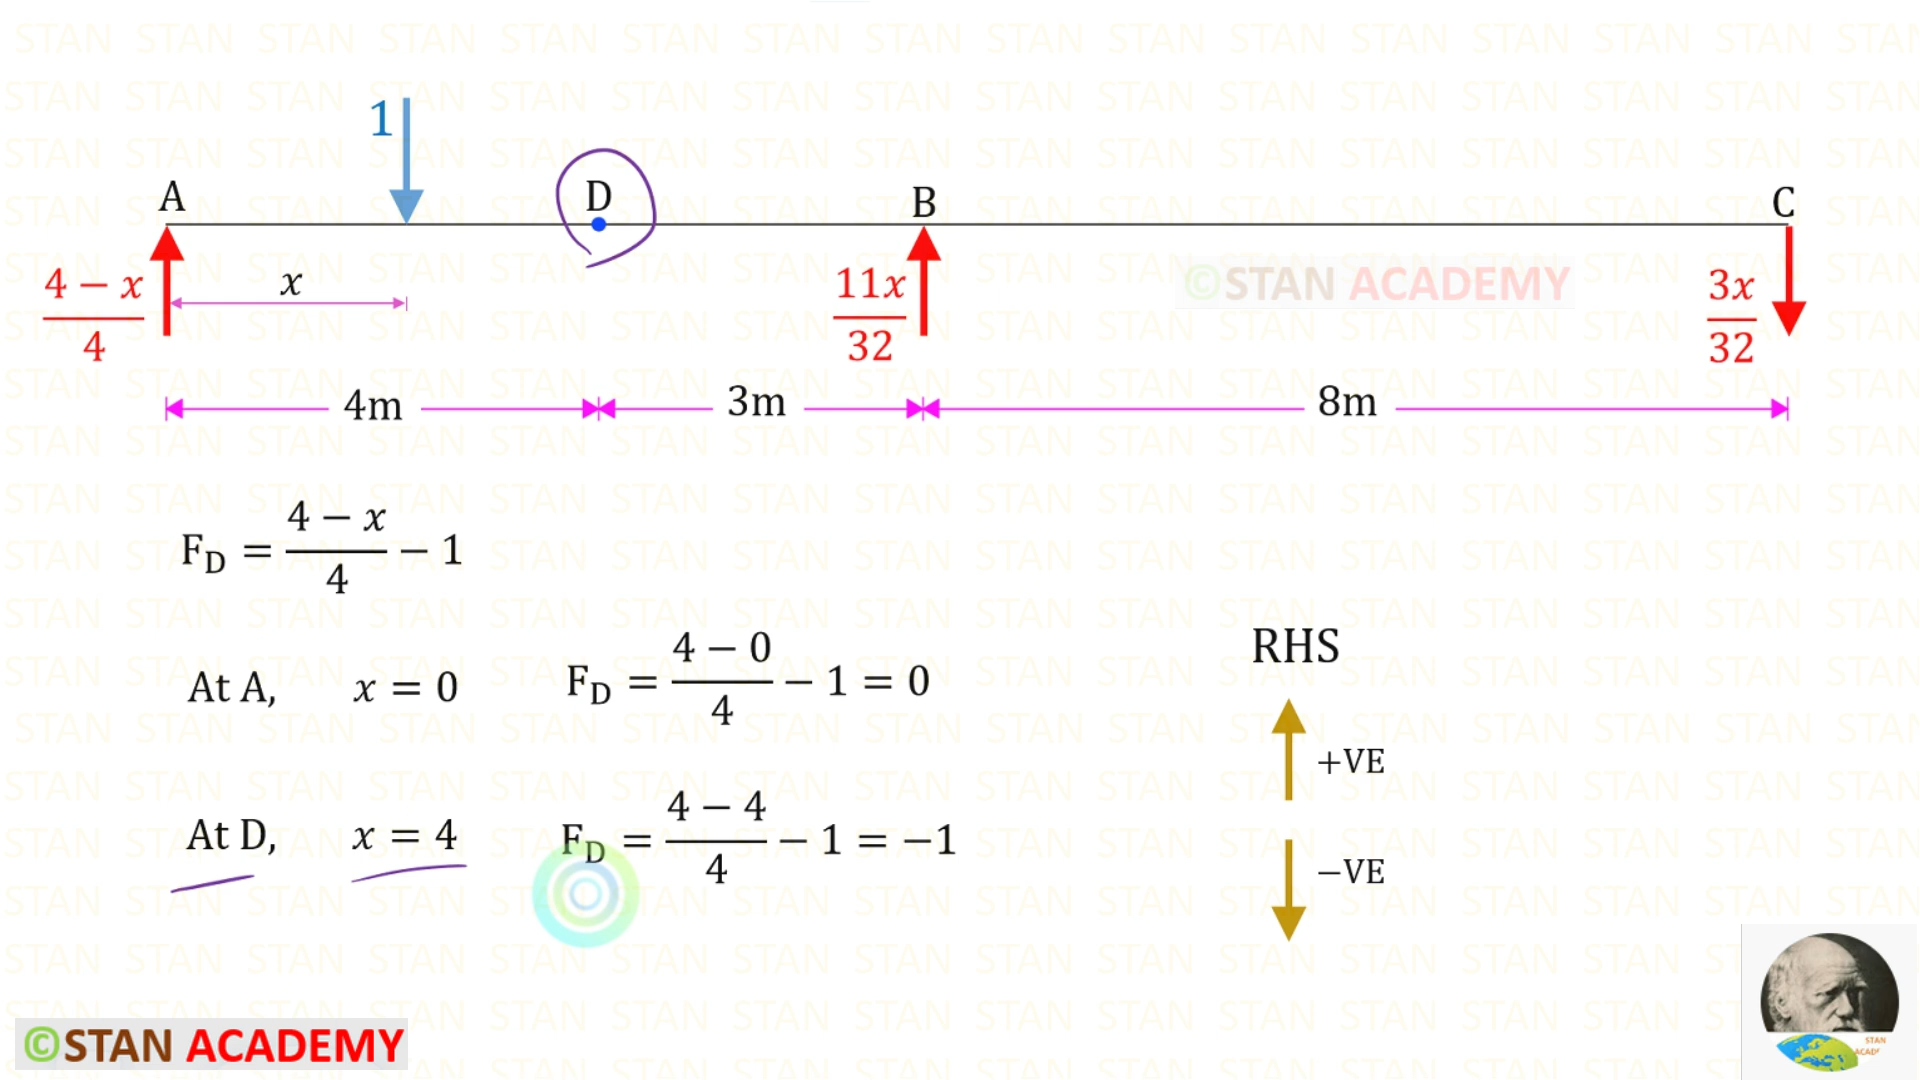 1
A D B C
4 − x
4
x
11x
32
3x
32
©STAN ACADEMY
4m 3m 8m
F_D = (4 − x)/4 − 1
At A, x = 0 F_D = (4 − 0)/4 − 1 = 0
RHS
+VE
At D, x = 4 F_D = (4 − 4)/4 − 1 = −1
−VE
©STAN ACADEMY
STAN